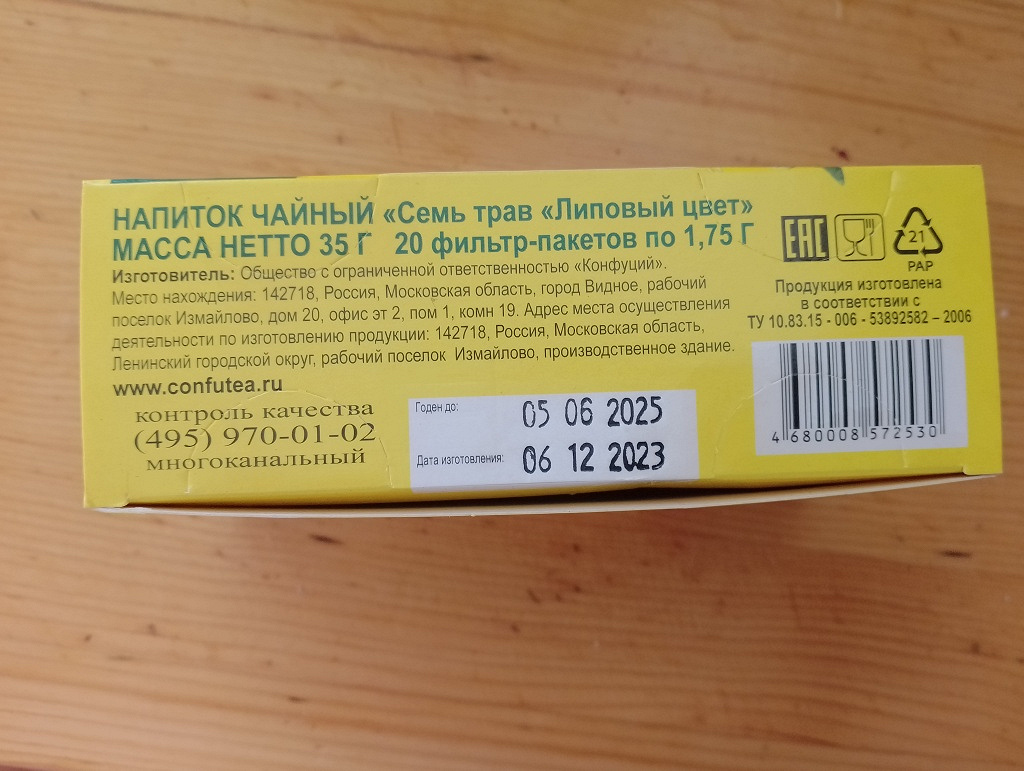 НАПИТОК ЧАЙНЫЙ «Семь трав «Липовый цвет»
МАССА НЕТТО 35 Г 20 фильтр-пакетов по 1,75 Г
Изготовитель: Общество с ограниченной ответственностью «Конфуций».
Место нахождения: 142718, Россия, Московская область, город Видное, рабочий
поселок Измайлово, дом 20, офис эт 2, пом 1, комн 19. Адрес места осуществления
деятельности по изготовлению продукции: 142718, Россия, Московская область,
Ленинский городской округ, рабочий поселок Измайлово, производственное здание.
www.confutea.ru
контроль качества
(495) 970-01-02
многоканальный
Годен до: 05 06 2025
Дата изготовления: 06 12 2023
EAC
21
PAP
Продукция изготовлена
в соответствии с
ТУ 10.83.15 - 006 - 53892582 – 2006
4 680008 572530